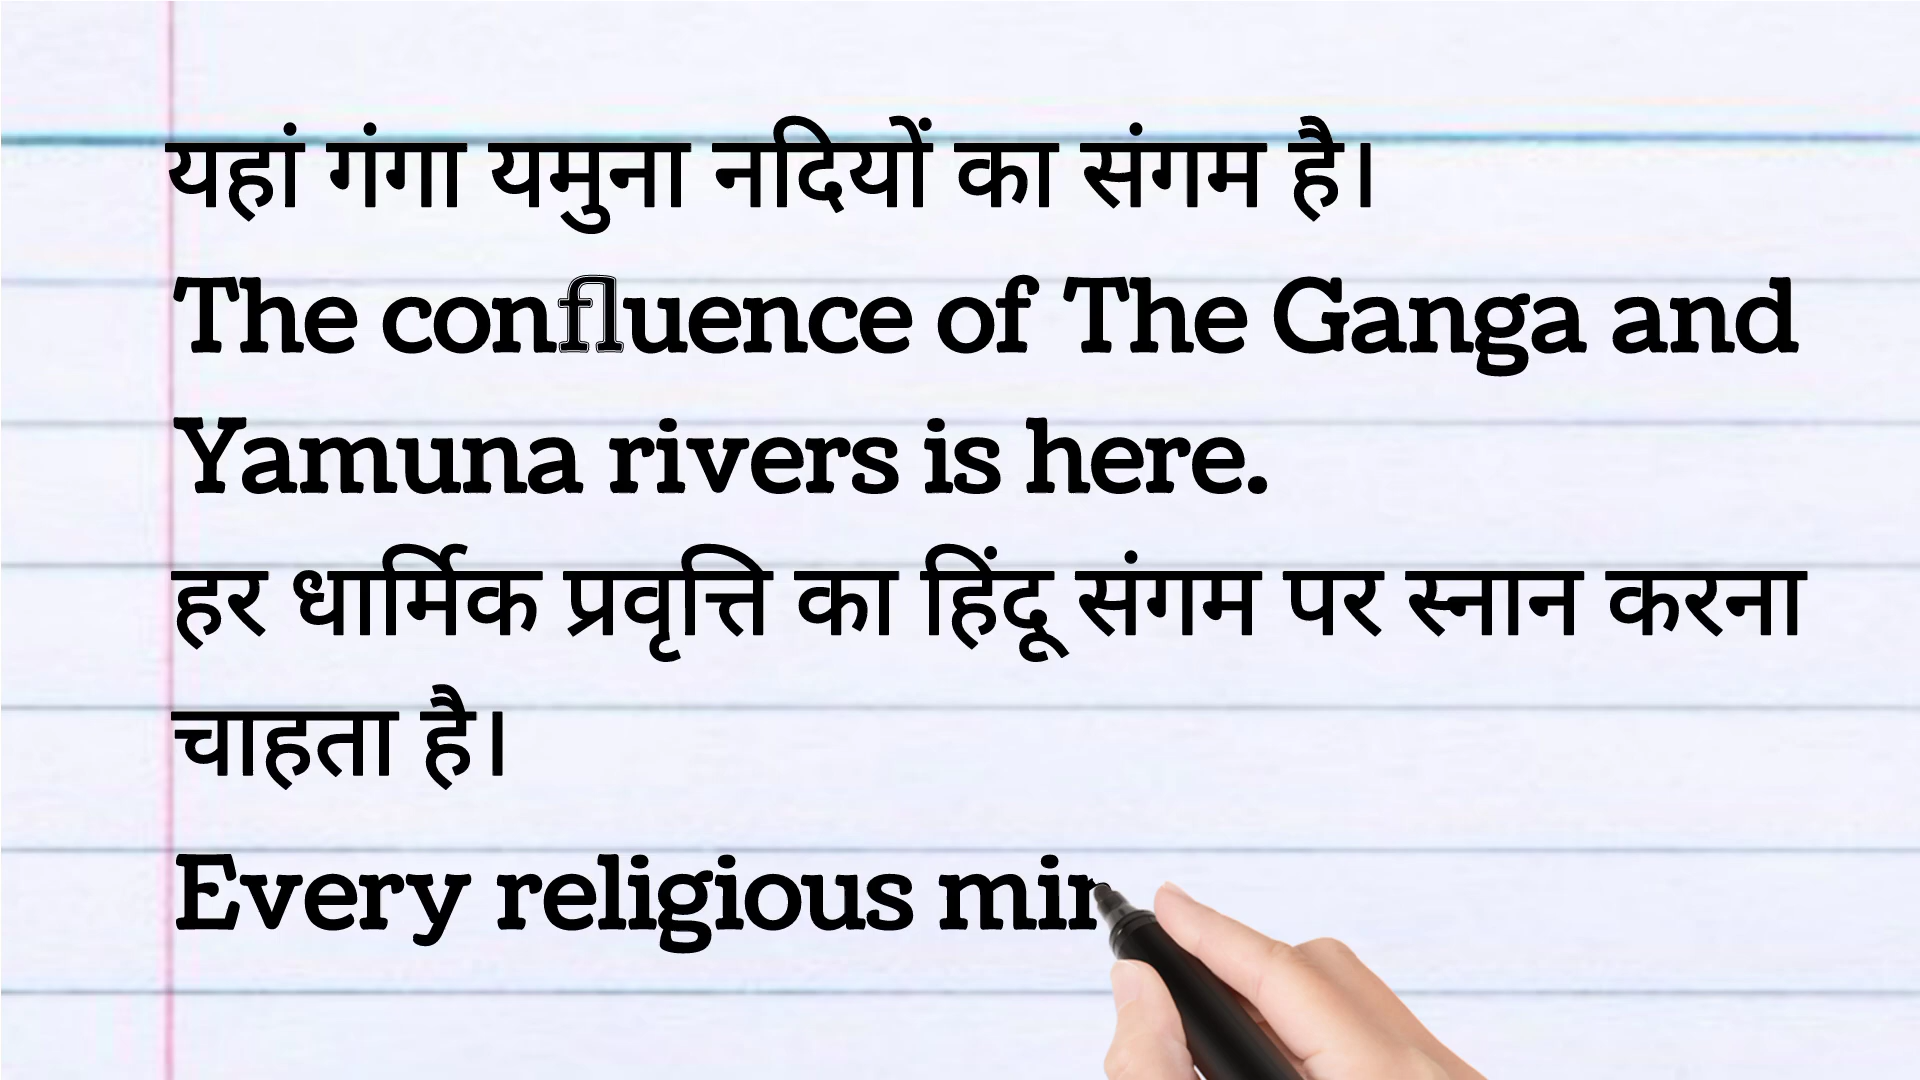 यहां गंगा यमुना नदियों का संगम है।
The confluence of The Ganga and
Yamuna rivers is here.
हर धार्मिक प्रवृत्ति का हिंदू संगम पर स्नान करना
चाहता है।
Every religious